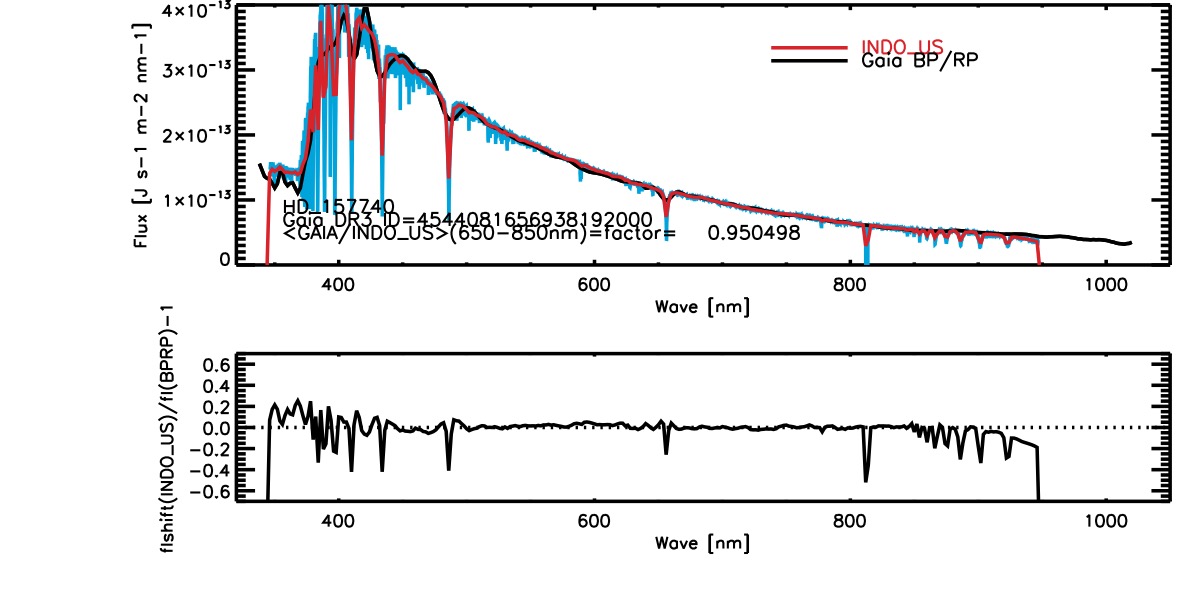 4×10−13
3×10−13
2×10−13
1×10−13
0
Flux [J s−1 m−2 nm−1]
INDO_US
Gaia BP/RP
HD_157740
Gaia DR3 ID=4544081656938192000
<GAIA/INDO_US>(650−850nm)=factor= 0.950498
400 600 800 1000
Wave [nm]
flshift(INDO_US)/fl(BPRP)−1
0.6
0.4
0.2
0.0
−0.2
−0.4
−0.6
400 600 800 1000
Wave [nm]